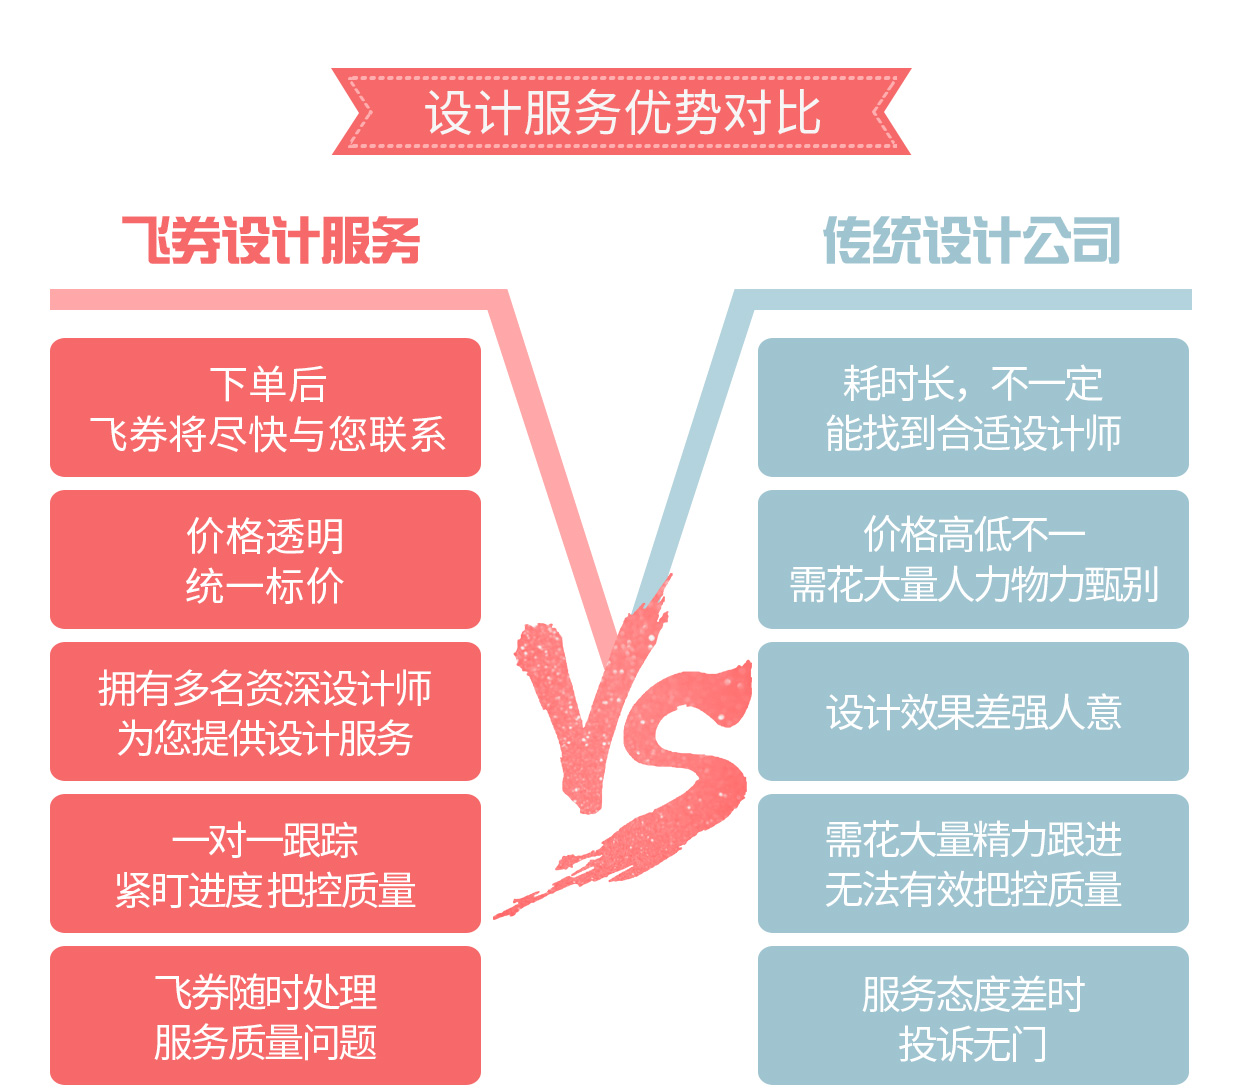 设计服务优势对比
飞券设计服务
下单后
飞券将尽快与您联系
价格透明
统一标价
拥有多名资深设计师
为您提供设计服务
一对一跟踪
紧盯进度 把控质量
飞券随时处理
服务质量问题
VS
传统设计公司
耗时长，不一定
能找到合适设计师
价格高低不一
需花大量人力物力甄别
设计效果差强人意
需花大量精力跟进
无法有效把控质量
服务态度差时
投诉无门